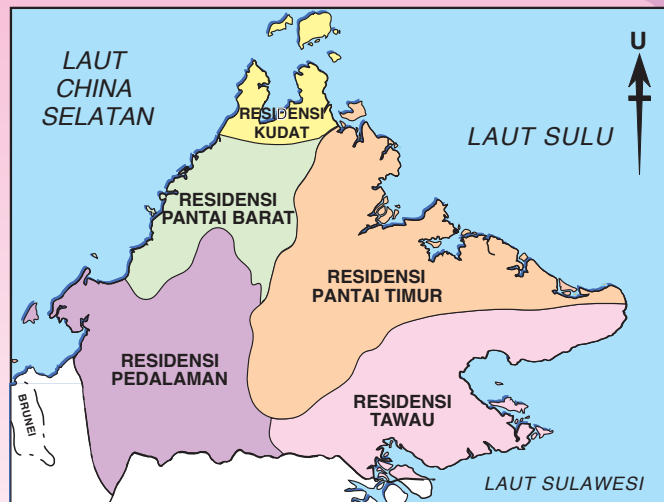 LAUT
CHINA
SELATAN
U
LAUT SULU
RESIDENSI
KUDAT
RESIDENSI
PANTAI BARAT
RESIDENSI
PANTAI TIMUR
RESIDENSI
PEDALAMAN
RESIDENSI
TAWAU
BRUNEI
LAUT SULAWESI